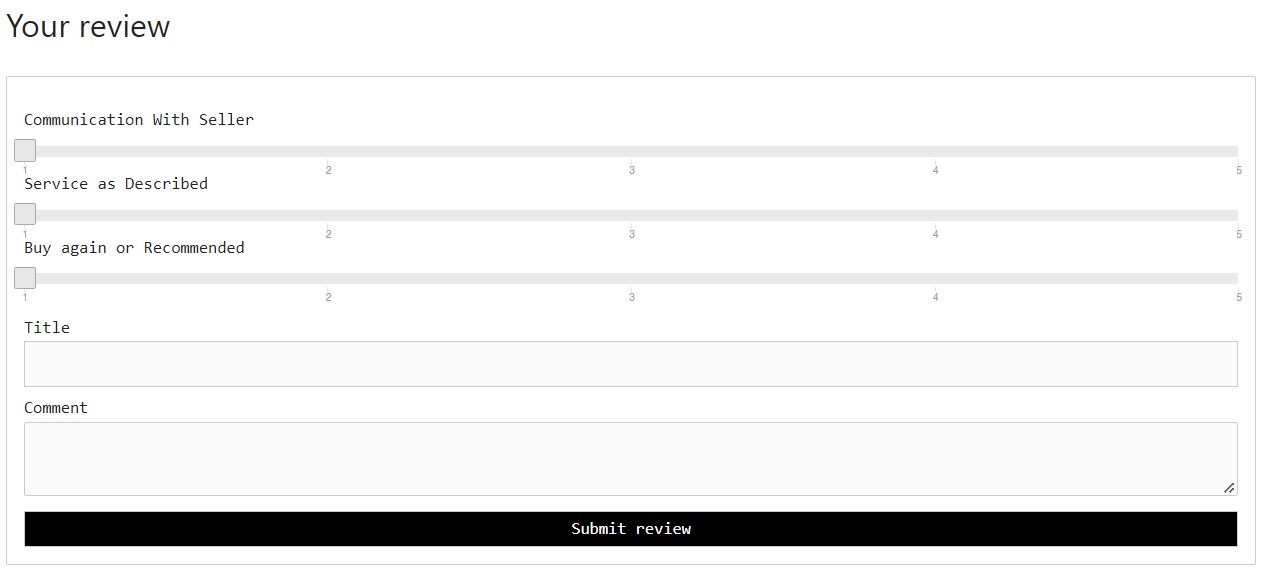 Your review
Communication With Seller
1 2 3 4 5
Service as Described
1 2 3 4 5
Buy again or Recommended
1 2 3 4 5
Title
Comment
Submit review